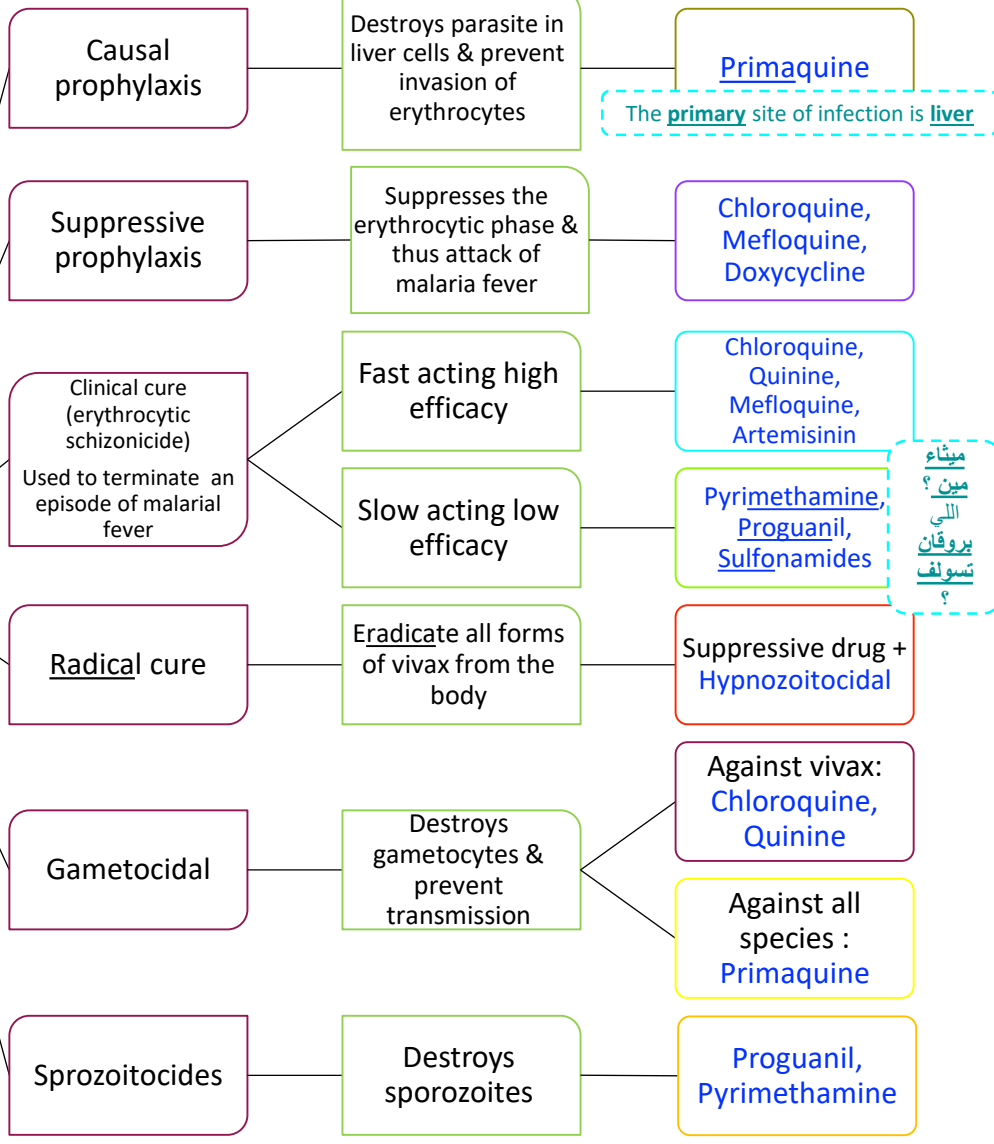 Causal
prophylaxis
Destroys parasite in
liver cells & prevent
invasion of
erythrocytes
Primaquine
The primary site of infection is liver
Suppressive
prophylaxis
Suppresses the
erythrocytic phase &
thus attack of
malaria fever
Chloroquine,
Mefloquine,
Doxycycline
Clinical cure
(erythrocytic
schizonicide)
Used to terminate an
episode of malarial
fever
Fast acting high
efficacy
Chloroquine,
Quinine,
Mefloquine,
Artemisinin
Slow acting low
efficacy
Pyrimethamine,
Proguanil,
Sulfonamides
ميثاء
مين ؟
اللي
بروقان
تسولف
؟
Radical cure
Eradicate all forms
of vivax from the
body
Suppressive drug +
Hypnozoitocidal
Gametocidal
Destroys
gametocytes &
prevent
transmission
Against vivax:
Chloroquine,
Quinine
Against all
species :
Primaquine
Sprozoitocides
Destroys
sporozoites
Proguanil,
Pyrimethamine